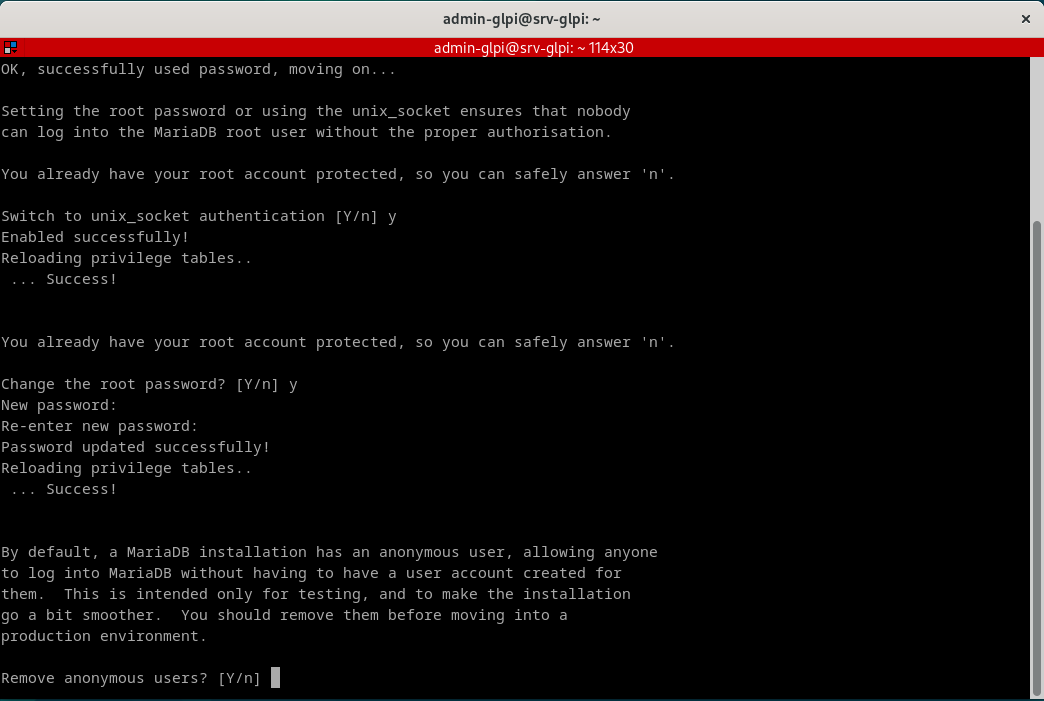 admin-glpi@srv-glpi: ~
admin-glpi@srv-glpi: ~ 114x30
OK, successfully used password, moving on...
Setting the root password or using the unix_socket ensures that nobody
can log into the MariaDB root user without the proper authorisation.
You already have your root account protected, so you can safely answer 'n'.
Switch to unix_socket authentication [Y/n] y
Enabled successfully!
Reloading privilege tables..
 ... Success!
You already have your root account protected, so you can safely answer 'n'.
Change the root password? [Y/n] y
New password:
Re-enter new password:
Password updated successfully!
Reloading privilege tables..
 ... Success!
By default, a MariaDB installation has an anonymous user, allowing anyone
to log into MariaDB without having to have a user account created for
them.  This is intended only for testing, and to make the installation
go a bit smoother.  You should remove them before moving into a
production environment.
Remove anonymous users? [Y/n]